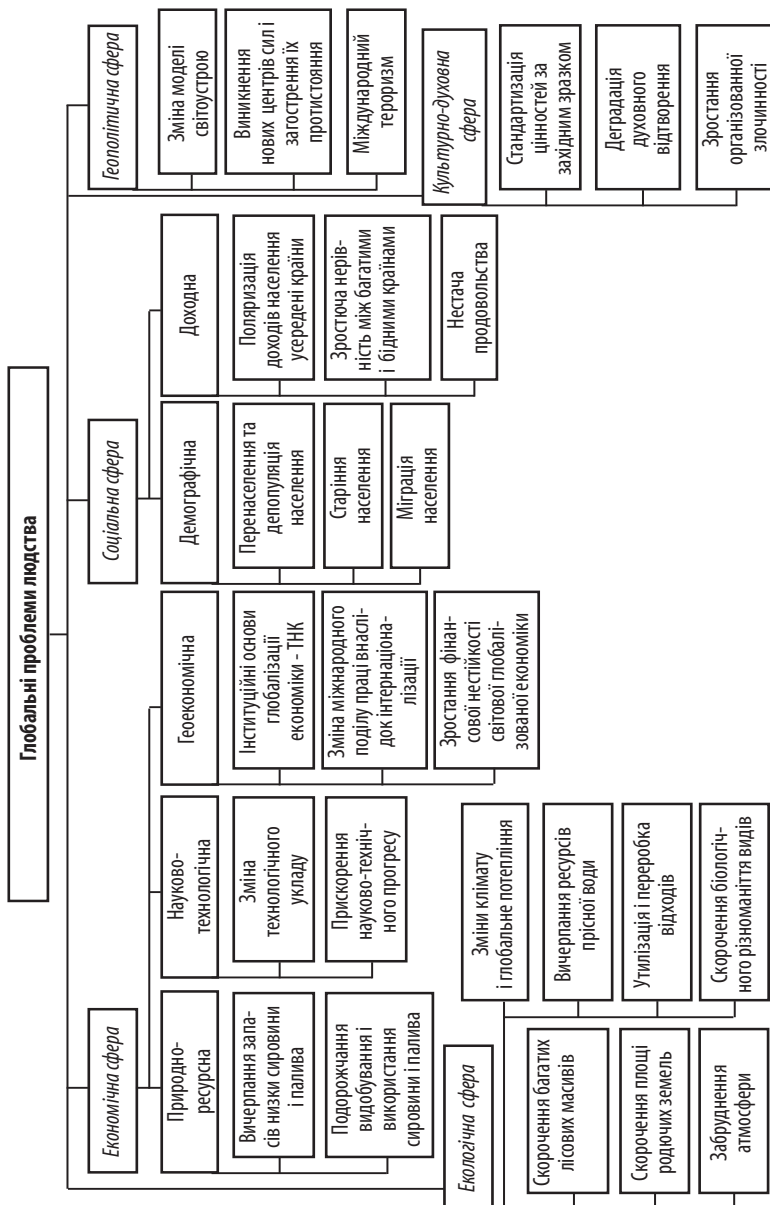 Глобальні проблеми людства
Економічна сфера
Природно-
ресурсна
Вичерпання запа-
сів низки сировини
і палива
Подорожчання
видобування і
використання
сировини і палива
Науково-
технологічна
Зміна
технологічного
укладу
Прискорення
науково-техніч-
ного прогресу
Геоекономічна
Інституційні основи
глобалізації
економіки - ТНК
Зміна міжнародного
поділу праці внаслі-
док інтернаціона-
лізації
Зростання фінан-
сової нестійкості
світової глобалі-
зованої економіки
Соціальна сфера
Демографічна
Перенаселення та
депопуляція
населення
Старіння
населення
Міграція
населення
Доходна
Поляризація
доходів населення
усередені країни
Зростюча нерів-
ність між багатими
і бідними країнами
Нестача
продовольства
Геополітична сфера
Зміна моделі
світоустрою
Виникнення
нових центрів сил і
загострення їх
протистояння
Міждународний
тероризм
Екологічна сфера
Скорочення багатих
лісових масивів
Скорочення площі
родючих земель
Забруднення
атмосфери
Зміни клімату
і глобальне потепління
Вичерпання ресурсів
прісної води
Утилізація і переробка
відходів
Скорочення біологіч-
ного різноманіття видів
Культурно-духовна
сфера
Стандартизація
цінностей за
західним зразком
Деградація
духовного
відтворення
Зростання
організованної
злочинності